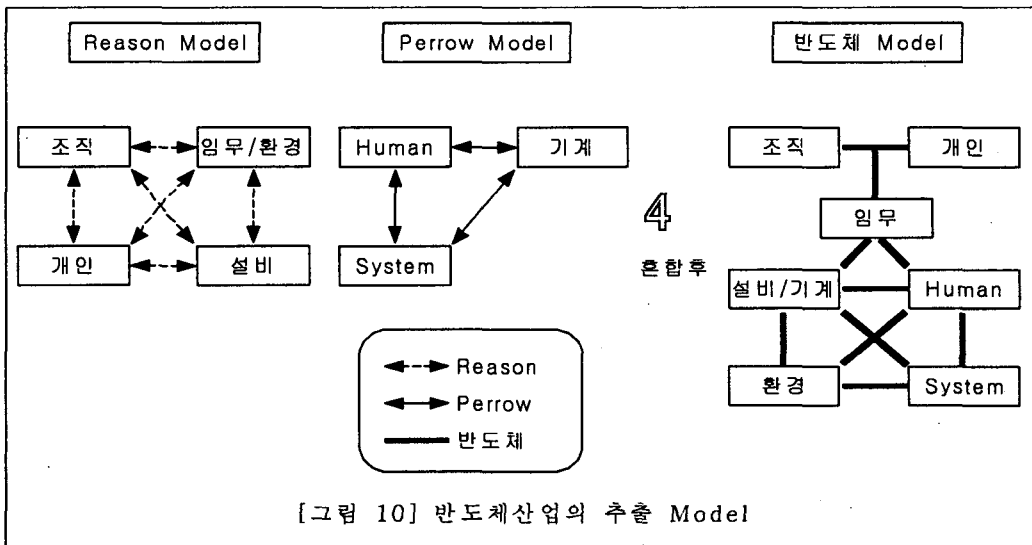 Reason Model
Perrow Model
반도체 Model
조직
임무/환경
개인
설비
Human
기계
System
4
혼합후
조직
개인
임무
설비/기계
Human
환경
System
Reason
Perrow
반도체
[그림 10] 반도체산업의 추출 Model